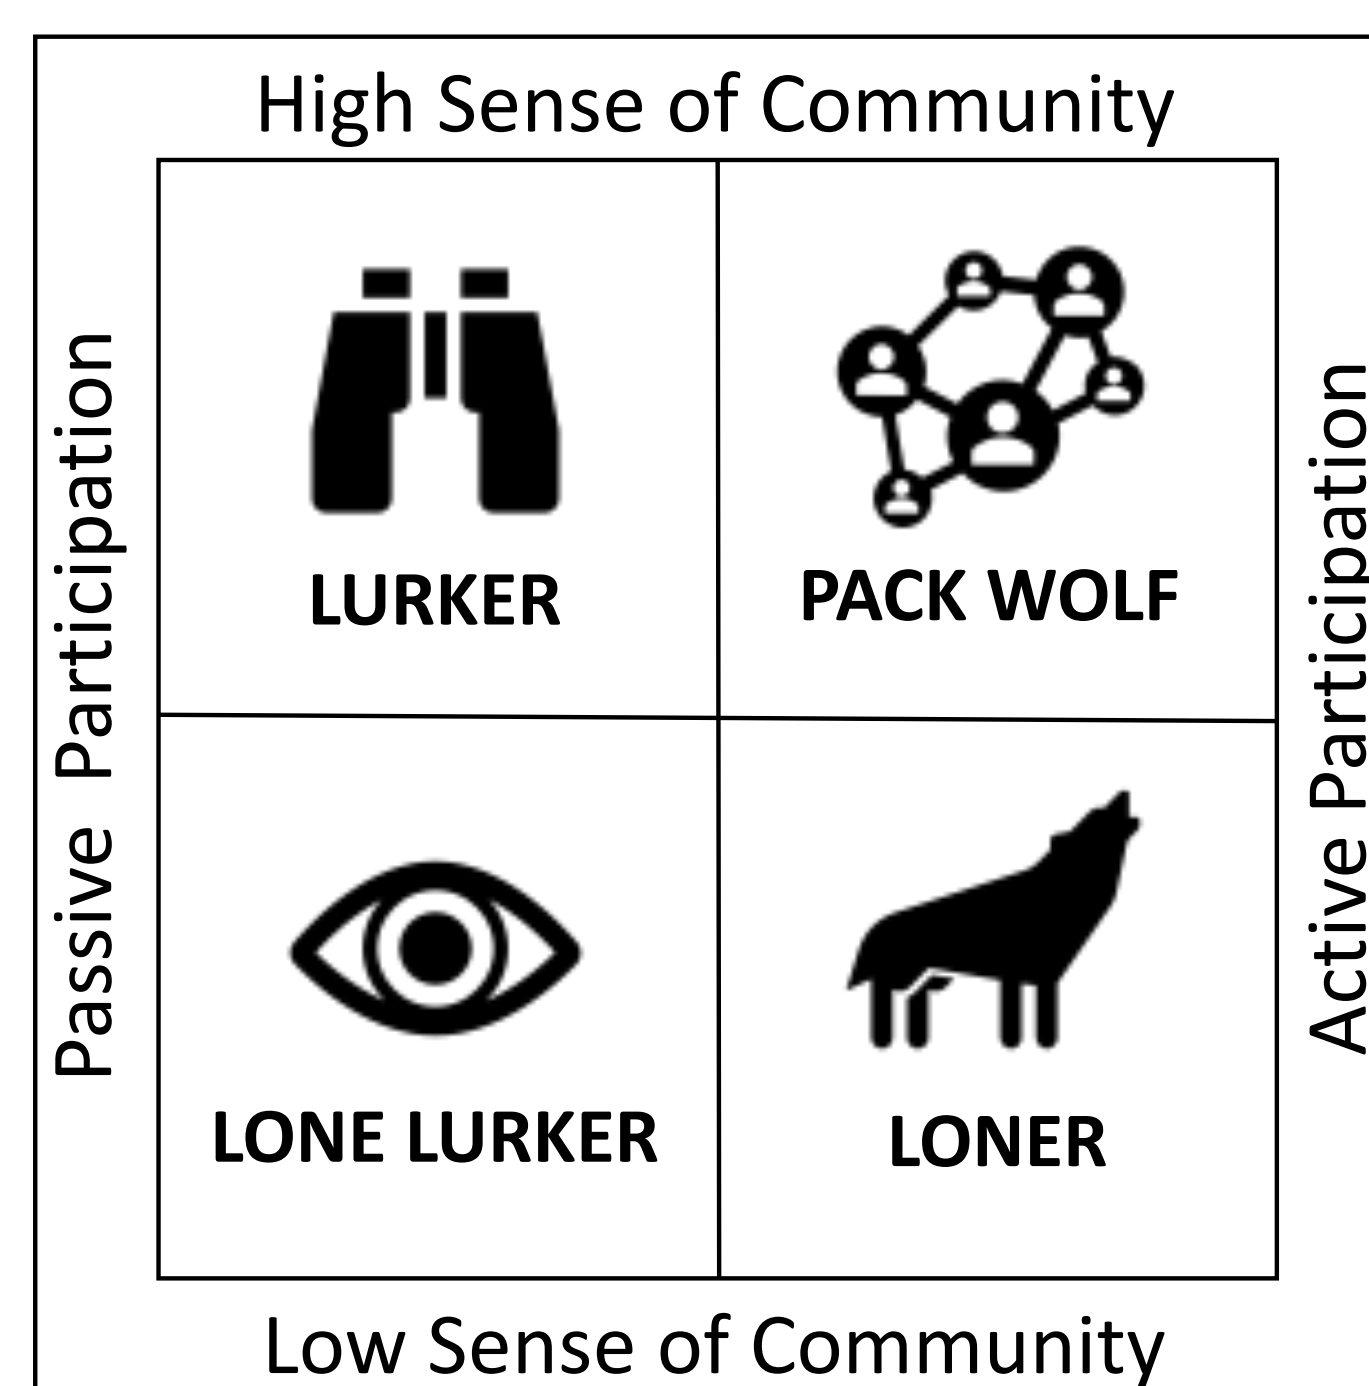 High Sense of Community
Passive Participation
LURKER
PACK WOLF
Active Participation
LONE LURKER
LONER
Low Sense of Community